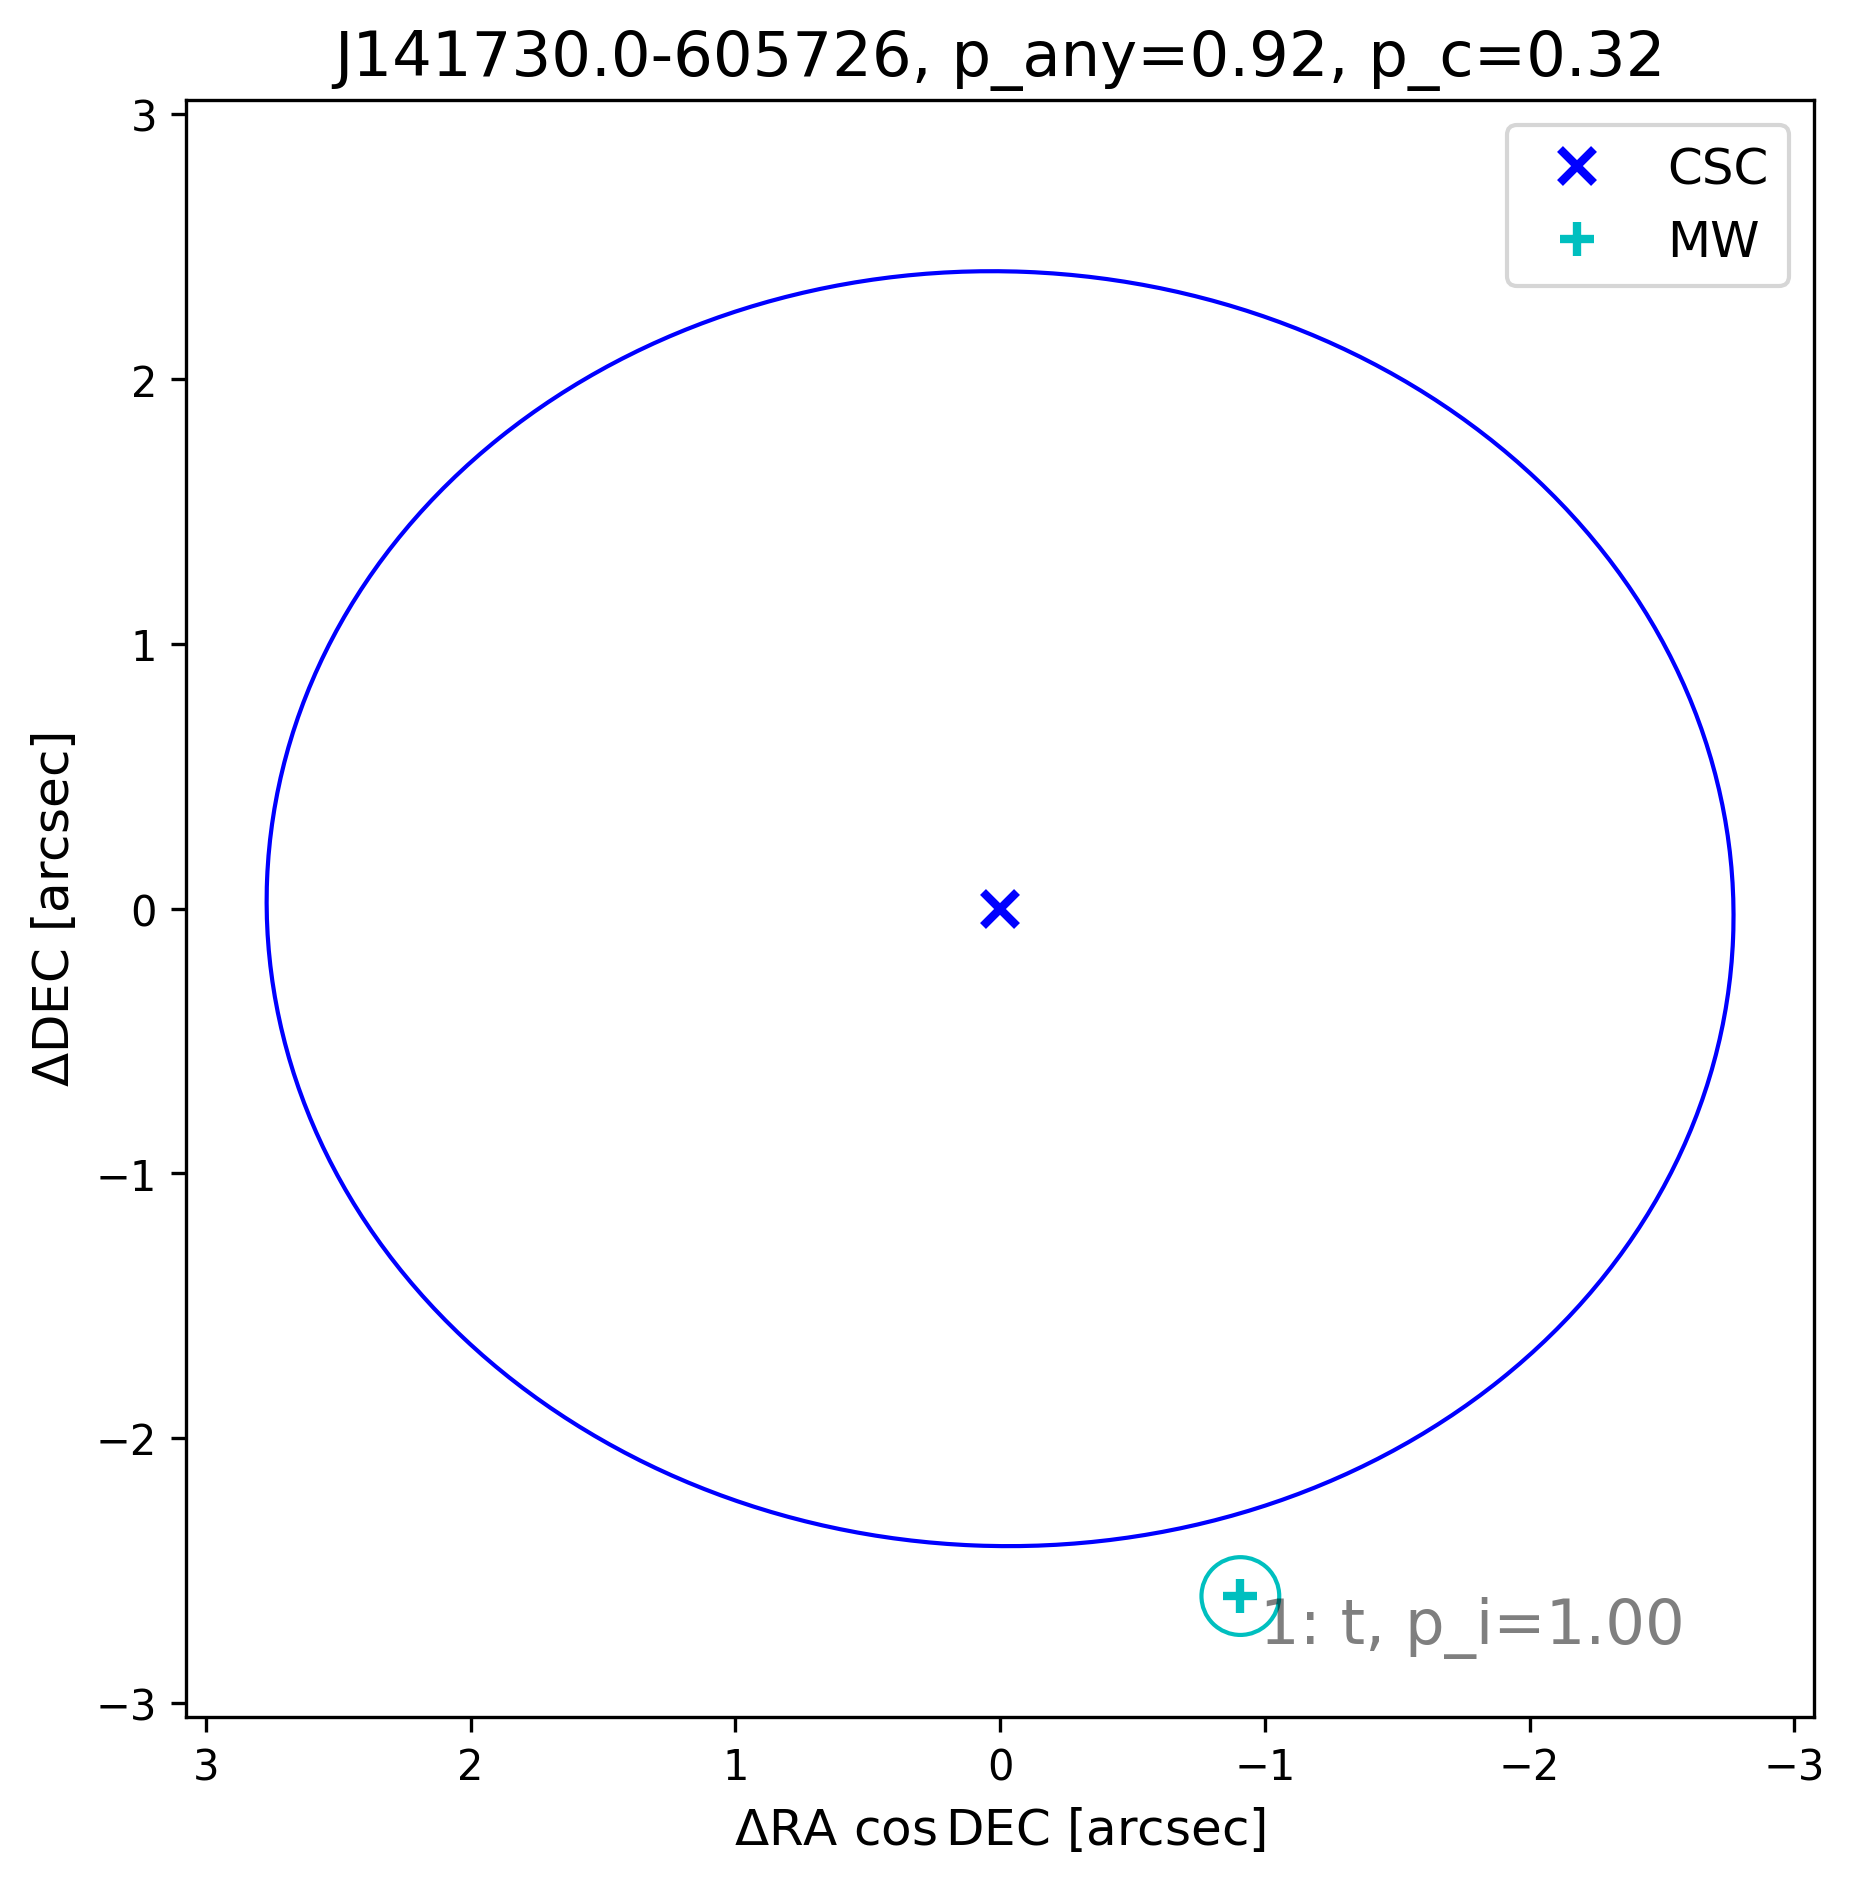 J141730.0-605726, p_any=0.92, p_c=0.32
CSC
MW
3
2
1
0
−1
−2
−3
ΔDEC [arcsec]
1: t, p_i=1.00
3 2 1 0 −1 −2 −3
ΔRA cos DEC [arcsec]